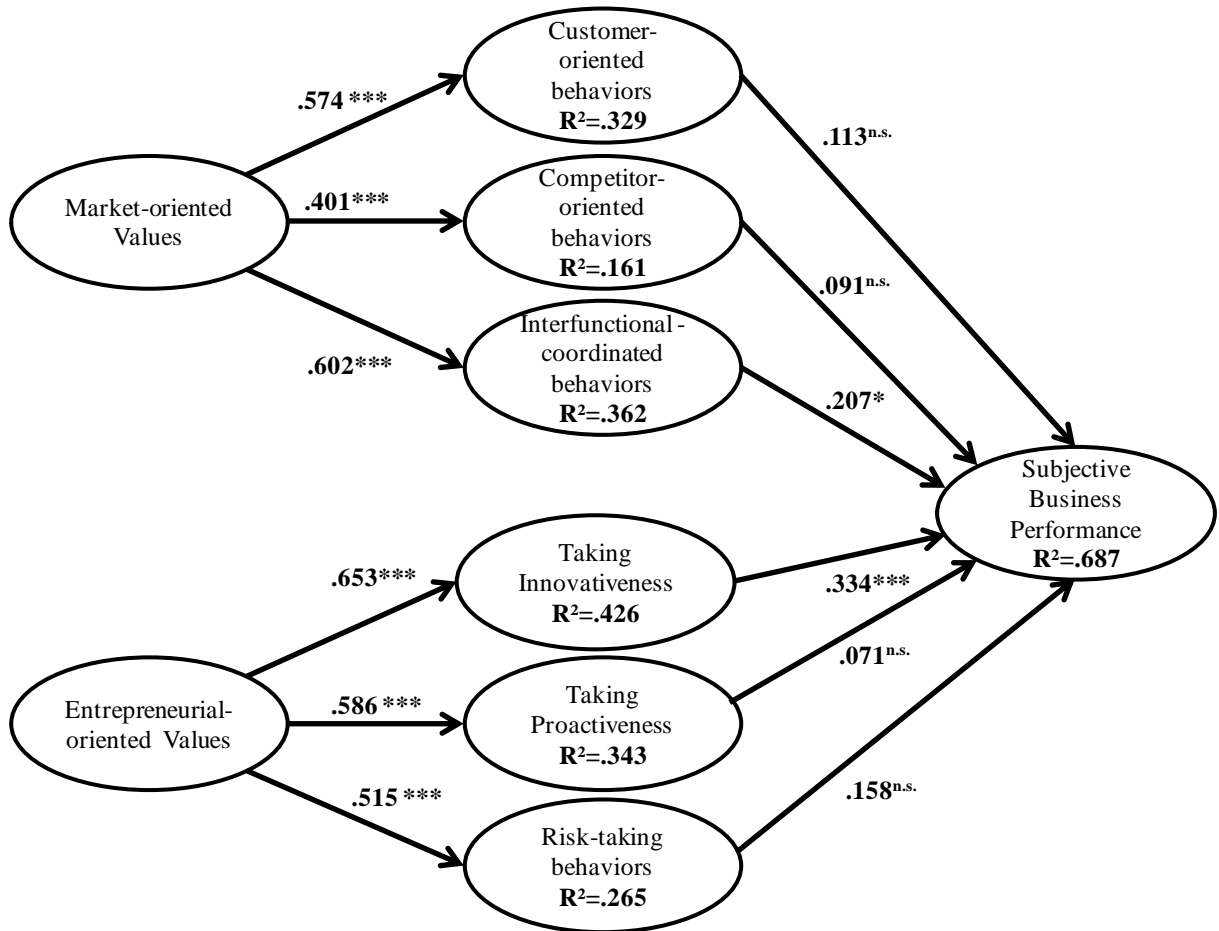 Customer-
oriented
behaviors
R²=.329
.574 ***
.113n.s.
Market-oriented
Values
.401***
Competitor-
oriented
behaviors
R²=.161
.091n.s.
.602***
Interfunctional-
coordinated
behaviors
R²=.362
.207*
Subjective
Business
Performance
R²=.687
.653***
Taking
Innovativeness
R²=.426
.334***
.071n.s.
Entrepreneurial-
oriented Values
.586 ***
Taking
Proactiveness
R²=.343
.515 ***
.158n.s.
Risk-taking
behaviors
R²=.265